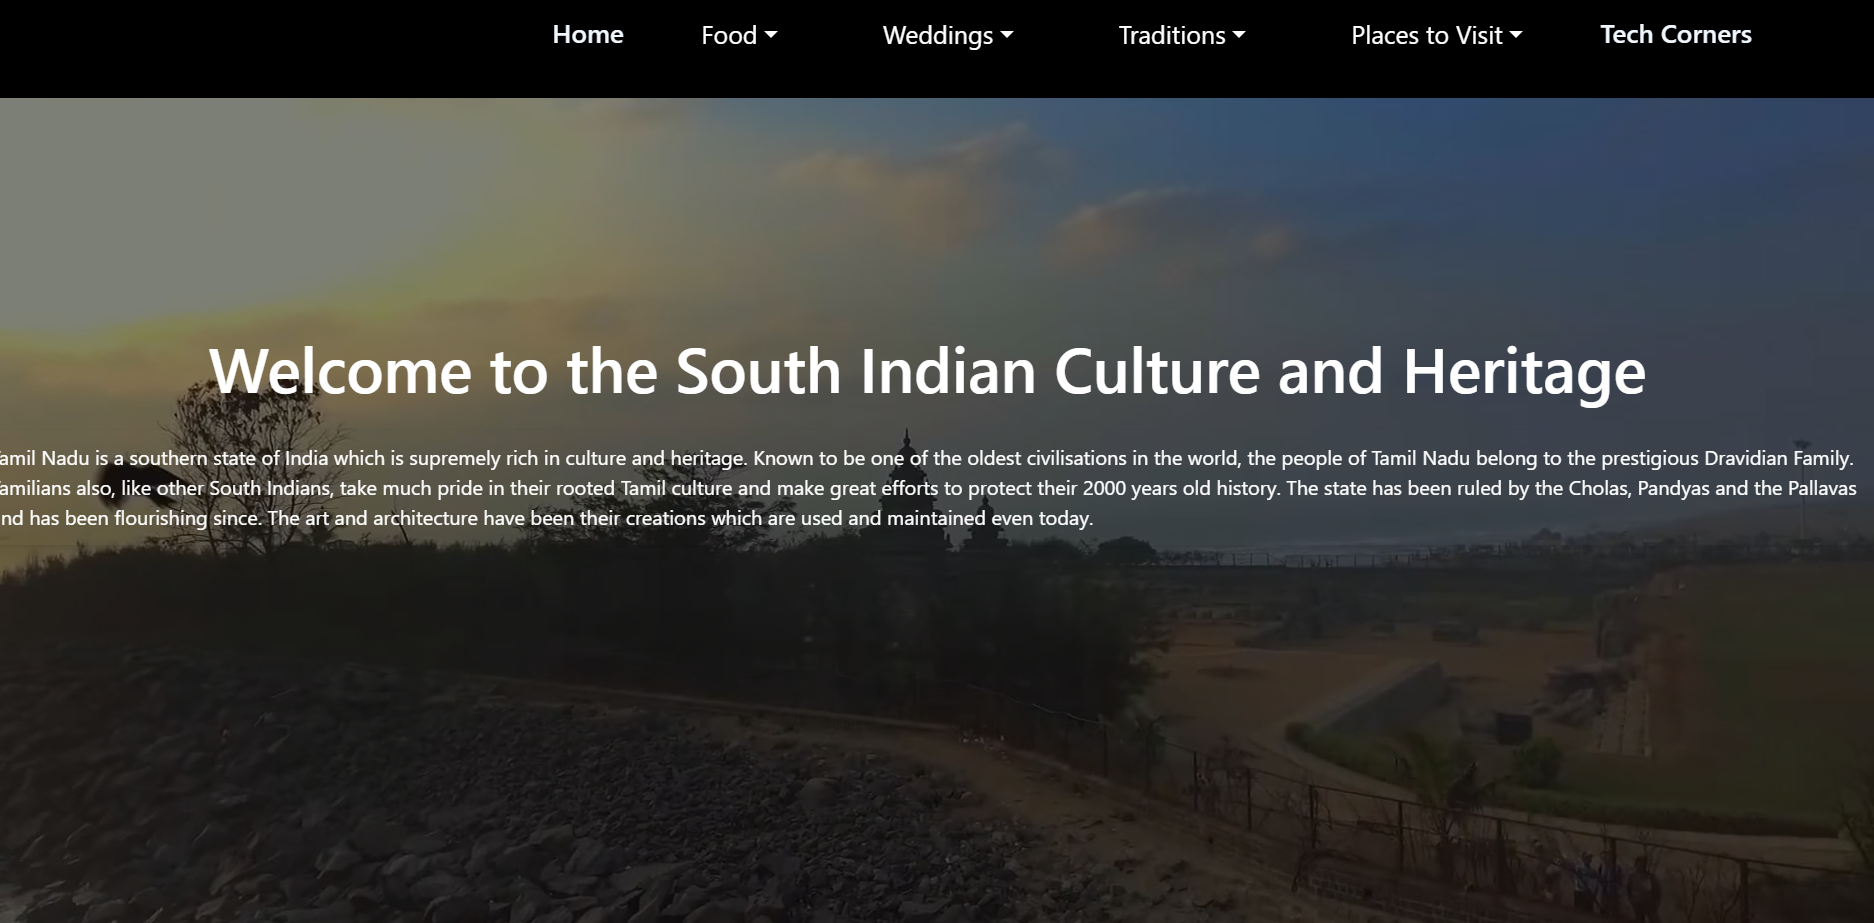 Home Food Weddings Traditions Places to Visit Tech Corners
Welcome to the South Indian Culture and Heritage
amil Nadu is a southern state of India which is supremely rich in culture and heritage. Known to be one of the oldest civilisations in the world, the people of Tamil Nadu belong to the prestigious Dravidian Family.
amilians also, like other South Indians, take much pride in their rooted Tamil culture and make great efforts to protect their 2000 years old history. The state has been ruled by the Cholas, Pandyas and the Pallavas
nd has been flourishing since. The art and architecture have been their creations which are used and maintained even today.